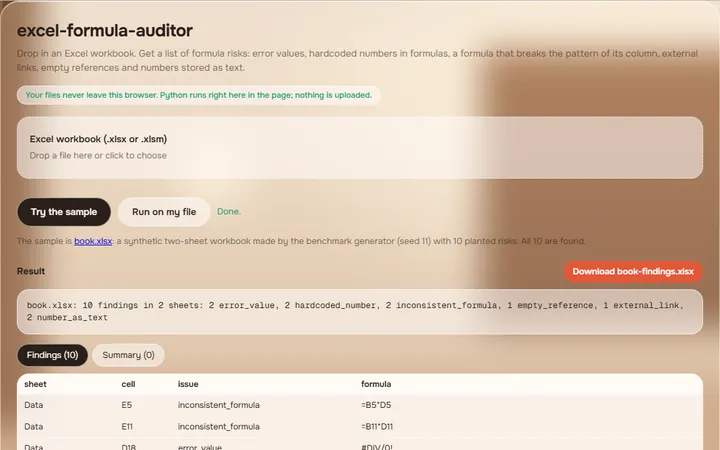 excel-formula-auditor
Drop in an Excel workbook. Get a list of formula risks: error values, hardcoded numbers in formulas, a formula that breaks the pattern of its column, external
links, empty references and numbers stored as text.
Your files never leave this browser. Python runs right here in the page; nothing is uploaded.
Excel workbook (.xlsx or .xlsm)
Drop a file here or click to choose
Try the sample
Run on my file
Done.
The sample is book.xlsx: a synthetic two-sheet workbook made by the benchmark generator (seed 11) with 10 planted risks. All 10 are found.
Result
Download book-findings.xlsx
book.xlsx: 10 findings in 2 sheets: 2 error_value, 2 hardcoded_number, 2 inconsistent_formula, 1 empty_reference, 1 external_link,
2 number_as_text
Findings (10)
Summary (0)
sheet cell issue formula
Data E5 inconsistent_formula =B5*D5
Data E11 inconsistent_formula =B11*D11
Data D18 error_value #DIV/0!